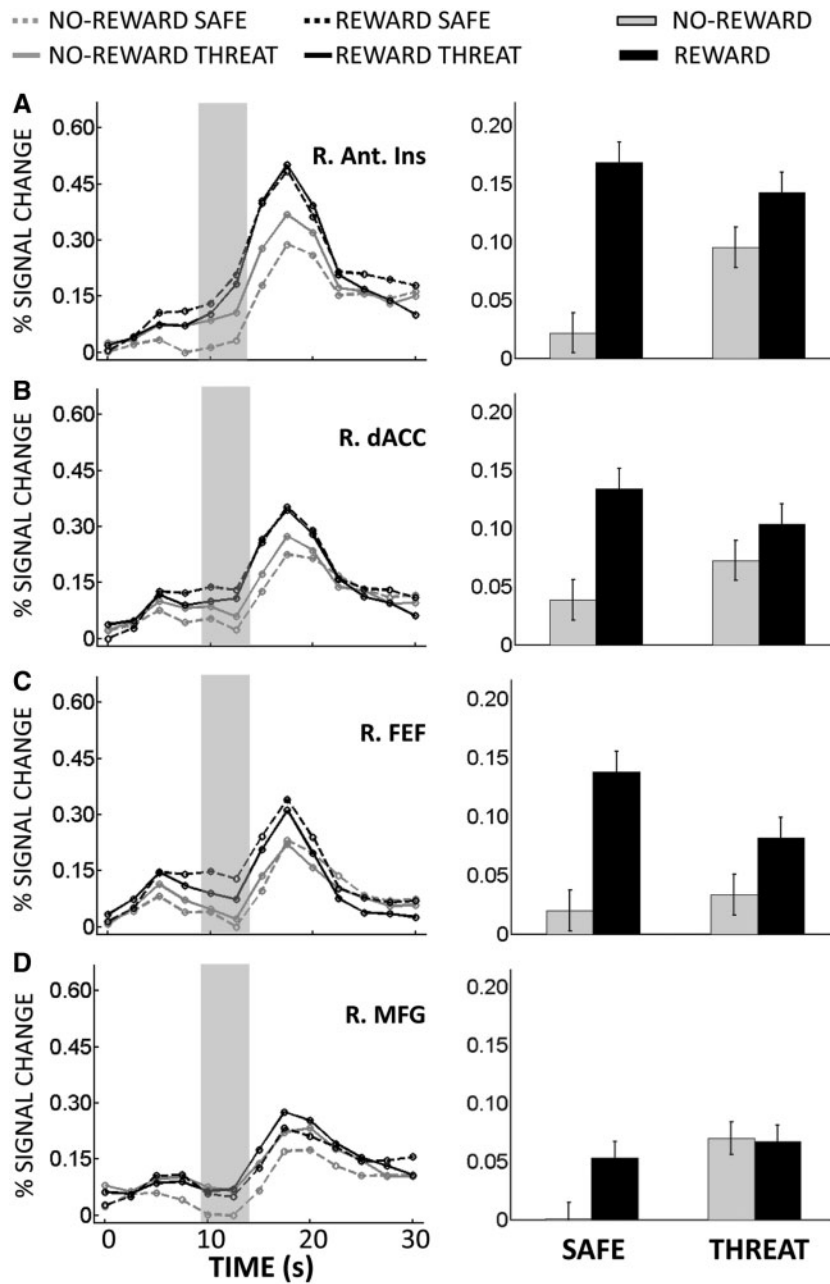 NO-REWARD SAFE REWARD SAFE NO-REWARD
NO-REWARD THREAT REWARD THREAT REWARD
A
% SIGNAL CHANGE
0.60
0.45
0.30
0.15
0
R. Ant. Ins
0.20
0.15
0.10
0.05
0
B
% SIGNAL CHANGE
0.60
0.45
0.30
0.15
0
R. dACC
0.20
0.15
0.10
0.05
0
C
% SIGNAL CHANGE
0.60
0.45
0.30
0.15
0
R. FEF
0.20
0.15
0.10
0.05
0
D
% SIGNAL CHANGE
0.60
0.45
0.30
0.15
0
R. MFG
0.20
0.15
0.10
0.05
0
0 10 20 30
TIME (s)
SAFE THREAT